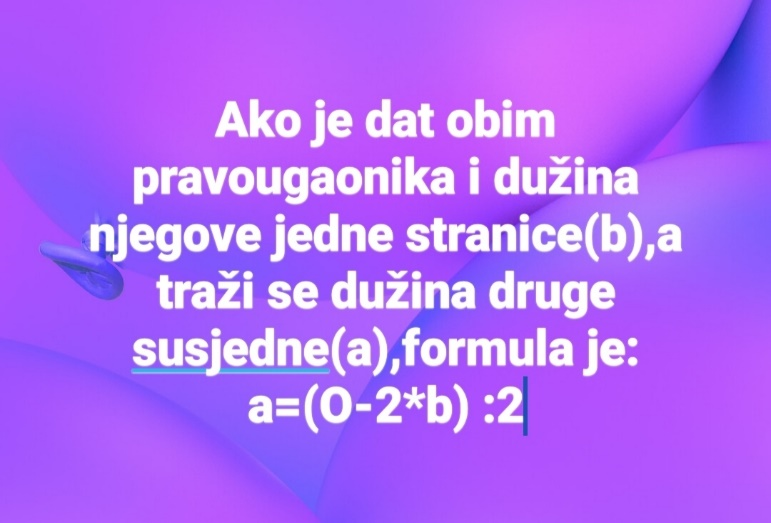 Ako je dat obim
pravougaonika i dužina
njegove jedne stranice(b),a
traži se dužina druge
susjedne(a),formula je:
a=(O-2*b) :2